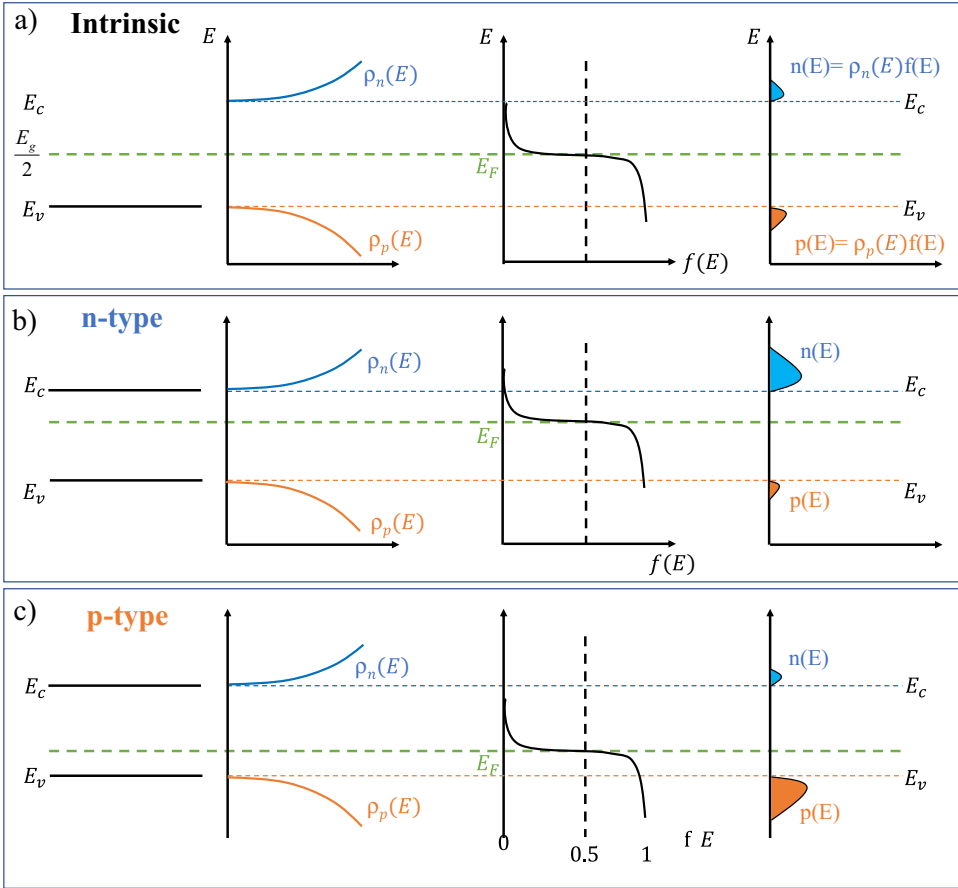 a) Intrinsic
E E E
ρₙ(E) n(E)= ρₙ(E)f(E)
E_c E_c
E_g/2
E_F
E_v E_v
ρₚ(E) p(E)= ρₚ(E)f(E)
f(E)
b) n-type
ρₙ(E) n(E)
E_c E_c
E_F
E_v E_v
ρₚ(E) p(E)
f(E)
c) p-type
ρₙ(E) n(E)
E_c E_c
E_F
E_v E_v
ρₚ(E) p(E)
0 0.5 1 f E